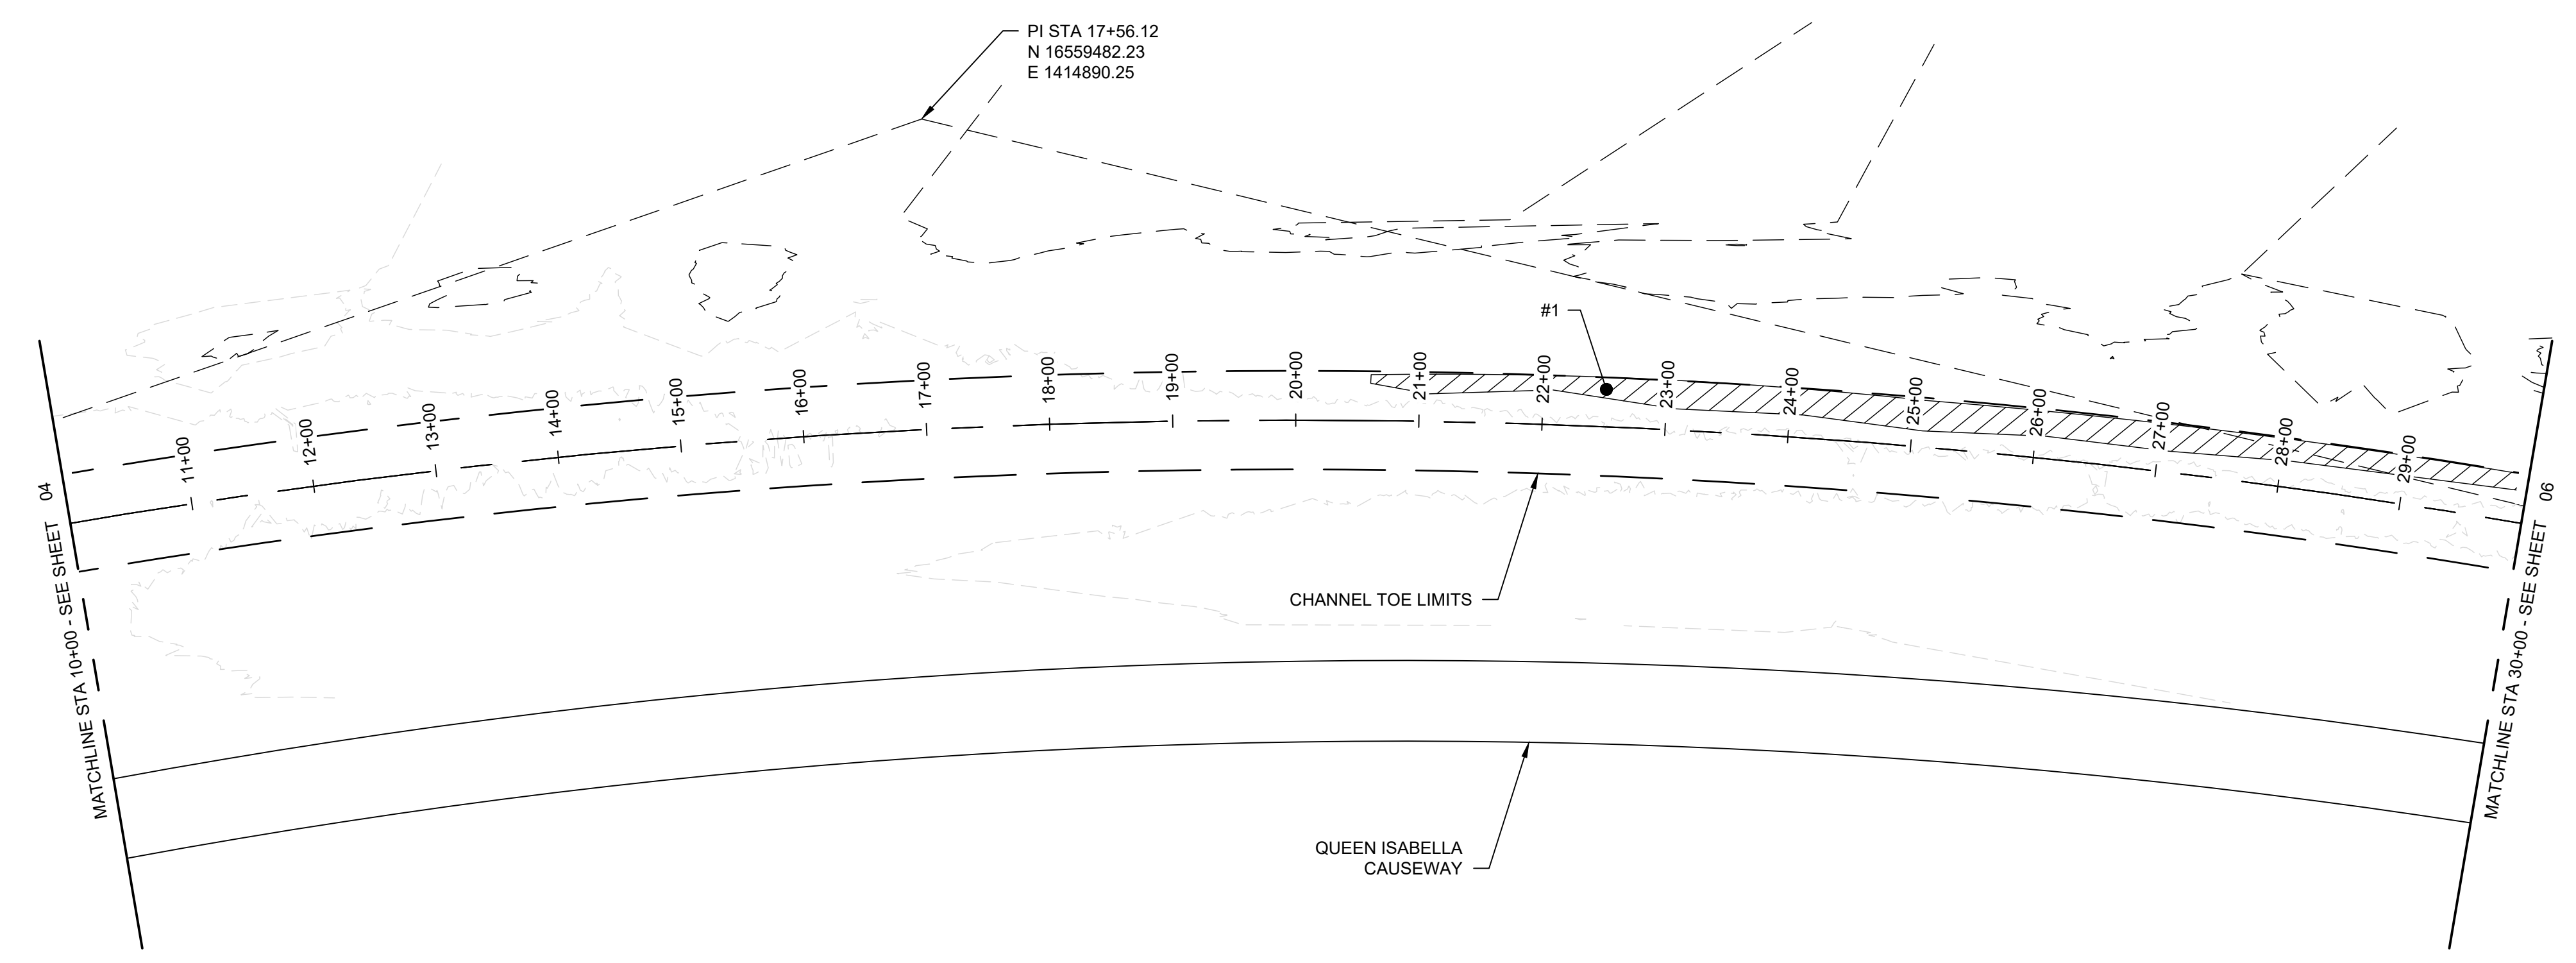 PI STA 17+56.12
N 16559482.23
E 1414890.25
#1
11+00
12+00
13+00
14+00
15+00
16+00
17+00
18+00
19+00
20+00
21+00
22+00
23+00
24+00
25+00
26+00
27+00
28+00
29+00
MATCHLINE STA 10+00 - SEE SHEET 04
MATCHLINE STA 30+00 - SEE SHEET 06
CHANNEL TOE LIMITS
QUEEN ISABELLA
CAUSEWAY